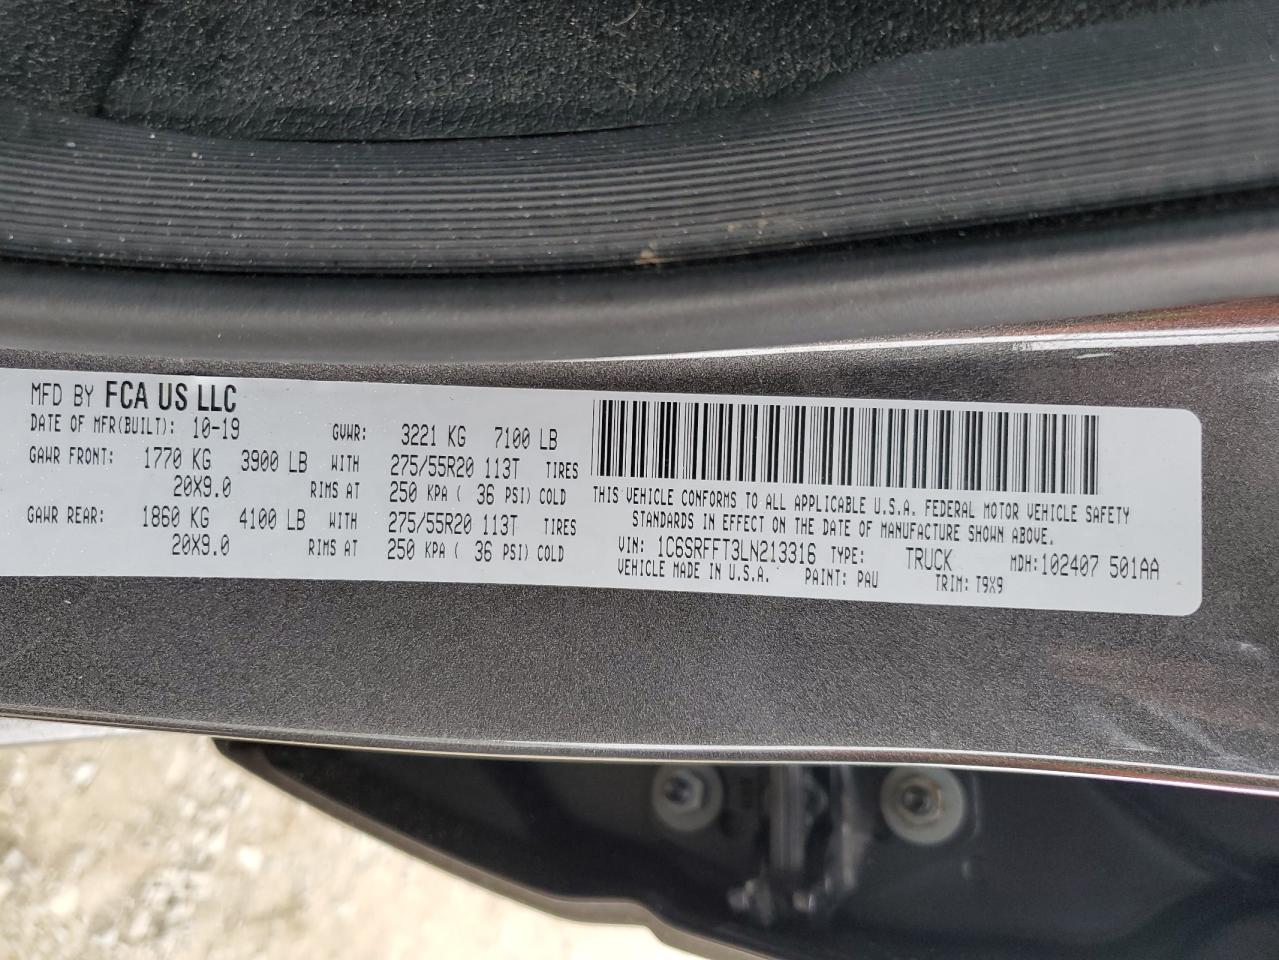 MFD BY FCA US LLC
DATE OF MFR(BUILT): 10-19 GVWR: 3221 KG 7100 LB
GAWR FRONT: 1770 KG 3900 LB WITH 275/55R20 113T TIRES
20X9.0 RIMS AT 250 KPA ( 36 PSI) COLD
GAWR REAR: 1860 KG 4100 LB WITH 275/55R20 113T TIRES
20X9.0 RIMS AT 250 KPA ( 36 PSI) COLD
THIS VEHICLE CONFORMS TO ALL APPLICABLE U.S.A. FEDERAL MOTOR VEHICLE SAFETY
STANDARDS IN EFFECT ON THE DATE OF MANUFACTURE SHOWN ABOVE.
VIN: 1C6SRFFT3LN213316 TYPE: TRUCK MDH:102407 501AA
VEHICLE MADE IN U.S.A. PAINT: PAU TRIM: T9X9